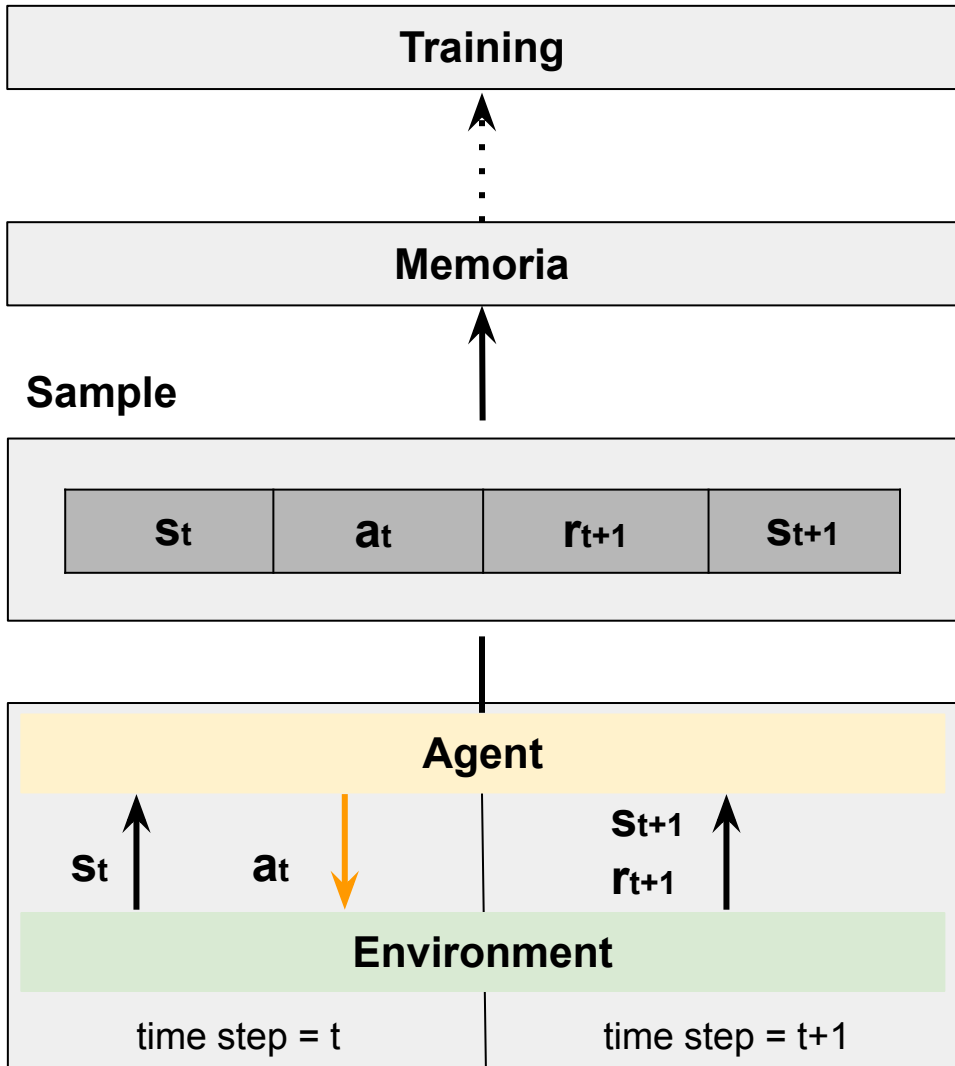 Training
Memoria
Sample
st at rt+1 st+1
Agent
st at st+1
rt+1
Environment
time step = t time step = t+1